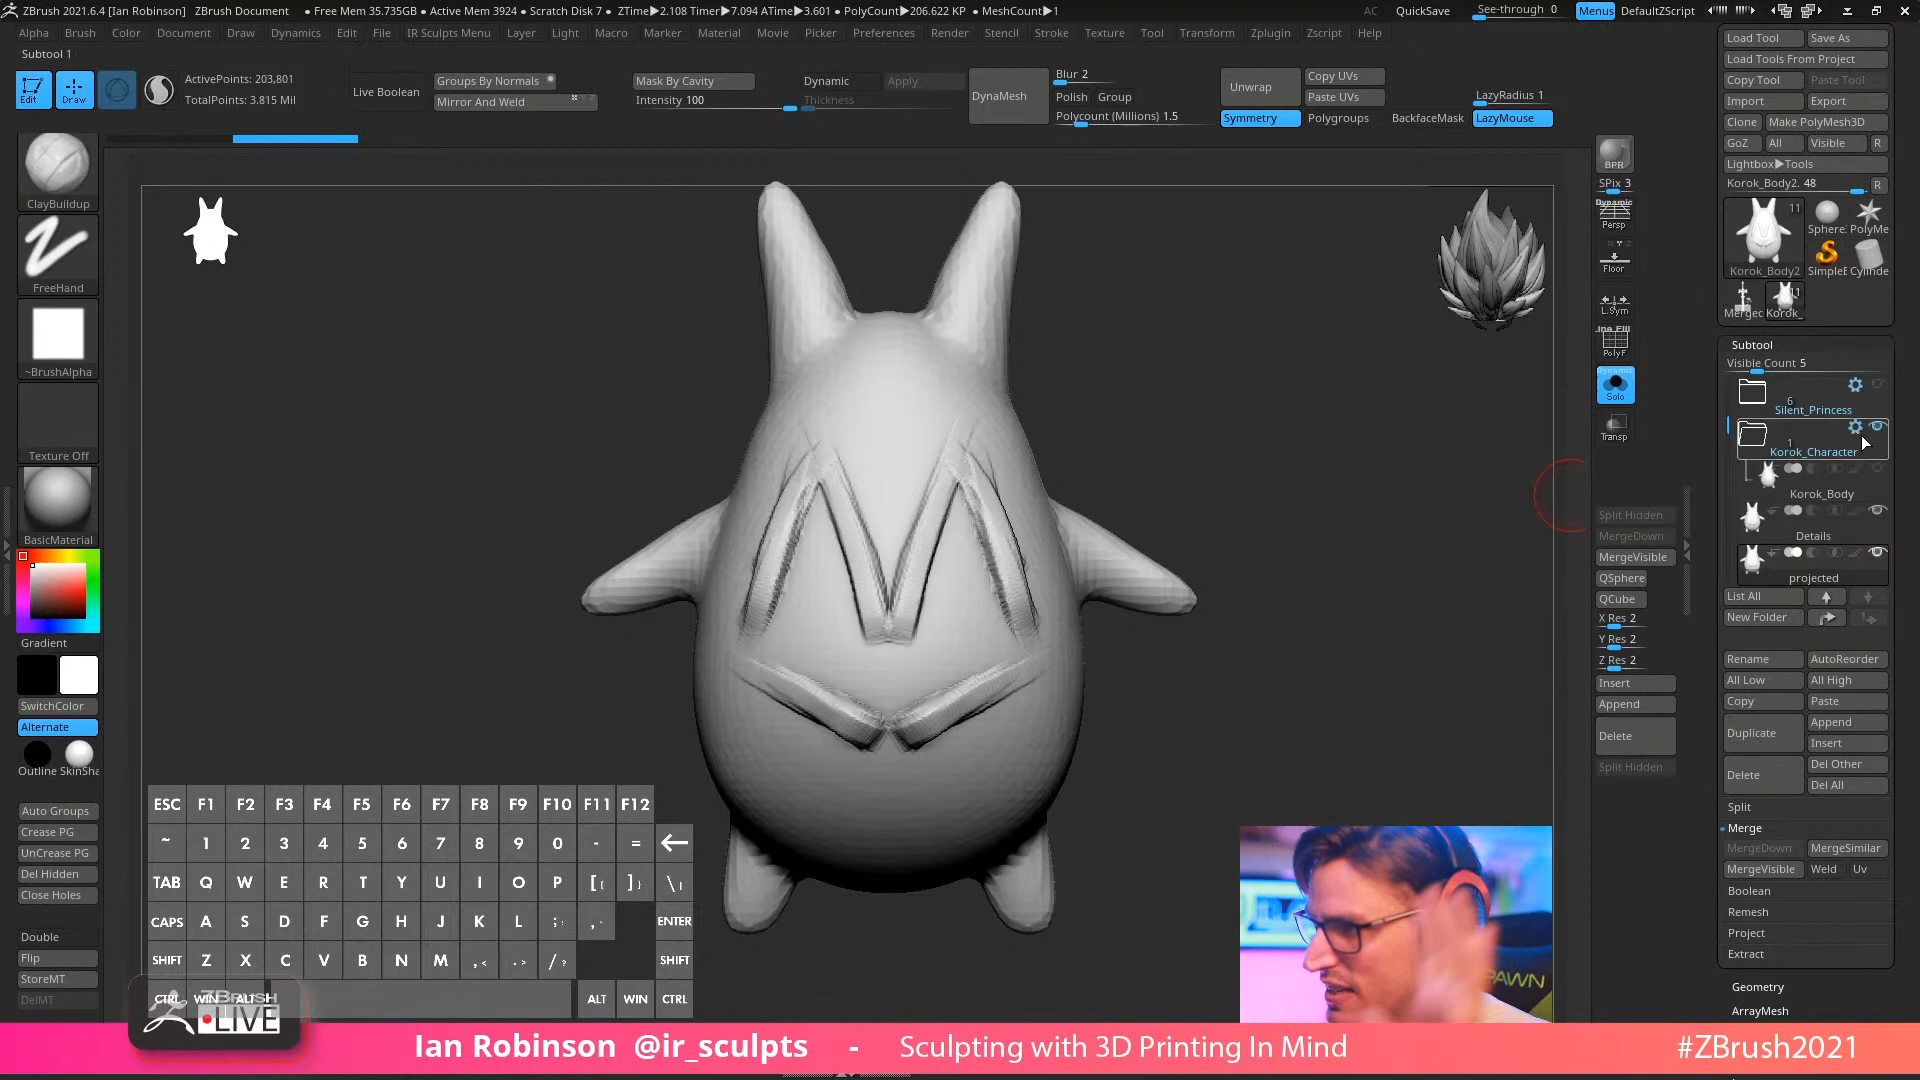 ZBrush 2021.6.4 [Ian Robinson] ZBrush Document • Free Mem 35.735GB • Active Mem 3924 • Scratch Disk 7 • ZTime▶2.108 Timer▶7.094 ATime▶3.601 • PolyCount▶206.622 KP • MeshCount▶1 AC QuickSave See-through 0 Menus DefaultZScript
Alpha Brush Color Document Draw Dynamics Edit File IR Sculpts Menu Layer Light Macro Marker Material Movie Picker Preferences Render Stencil Stroke Texture Tool Transform Zplugin Zscript Help
Subtool 1
Edit Draw
ActivePoints: 203,801
TotalPoints: 3.815 Mil
Live Boolean
Groups By Normals
Mirror And Weld
Mask By Cavity
Intensity 100
Dynamic Apply
Thickness
DynaMesh
Blur 2
Polish Group
Polycount (Millions) 1.5
Unwrap
Copy UVs
Paste UVs
Symmetry Polygroups BackfaceMask
LazyRadius 1
LazyMouse
ClayBuildup
FreeHand
~BrushAlpha
Texture Off
BasicMaterial
Gradient
SwitchColor
Alternate
Outline SkinSha
Auto Groups
Crease PG
UnCrease PG
Del Hidden
Close Holes
Double
Flip
StoreMT
DelMT
BPR
SPix 3
Dynamic
Persp
Floor
L.Sym
PolyF
Dynamic
Solo
Transp
Split Hidden
MergeDown
MergeVisible
QSphere
QCube
X Res 2
Y Res 2
Z Res 2
Insert
Append
Delete
Split Hidden
Load Tool Save As
Load Tools From Project
Copy Tool Paste Tool
Import Export
Clone Make PolyMesh3D
GoZ All Visible R
Lightbox▶Tools
Korok_Body2. 48 R
11
Korok_Body2
Sphere. PolyMe
Cylinde
11
Mergec Korok_
Subtool
Visible Count 5
6
Silent_Princess
1
Korok_Character
Korok_Body
Details
projected
List All
New Folder
Rename AutoReorder
All Low All High
Copy Paste
Duplicate Append
Insert
Delete Del Other
Del All
Split
Merge
MergeDown MergeSimilar
MergeVisible Weld Uv
Boolean
Remesh
Project
Extract
Geometry
ArrayMesh
ESC F1 F2 F3 F4 F5 F6 F7 F8 F9 F10 F11 F12
~ 1 2 3 4 5 6 7 8 9 0 - = ←
TAB Q W E R T Y U I O P [{ ]} \|
CAPS A S D F G H J K L ;: ,- ENTER
SHIFT Z X C V B N M ,< .> /? SHIFT
CTRL WIN ALT ALT WIN CTRL
ZBRUSH
LIVE
Ian Robinson @ir_sculpts - Sculpting with 3D Printing In Mind #ZBrush2021